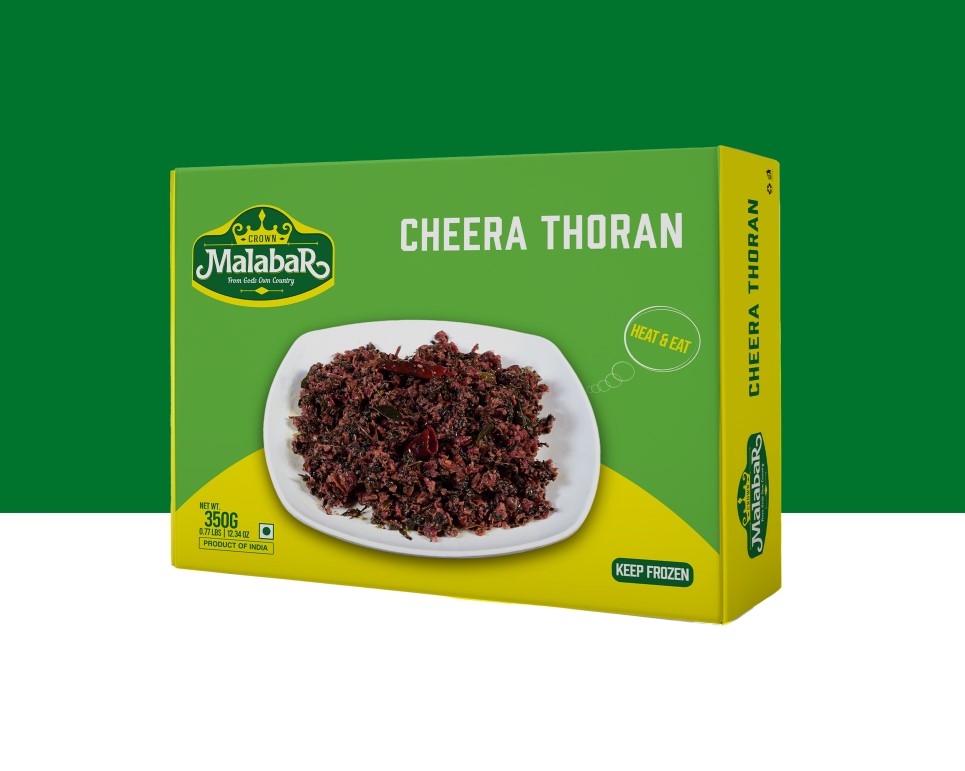 CROWN
MalabaR
From Gods Own Country
CHEERA THORAN
HEAT & EAT
NET WT.
350G
0.77 LBS | 12.34 OZ
PRODUCT OF INDIA
KEEP FROZEN
CHEERA THORAN
MalabaR